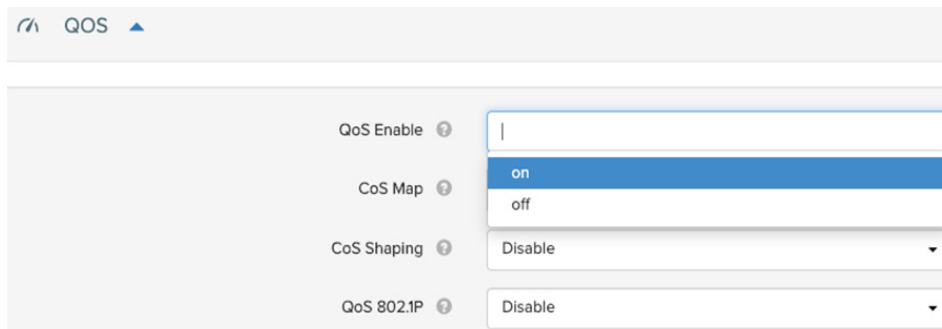 QOS
QoS Enable
on
CoS Map
off
CoS Shaping Disable
QoS 802.1P Disable